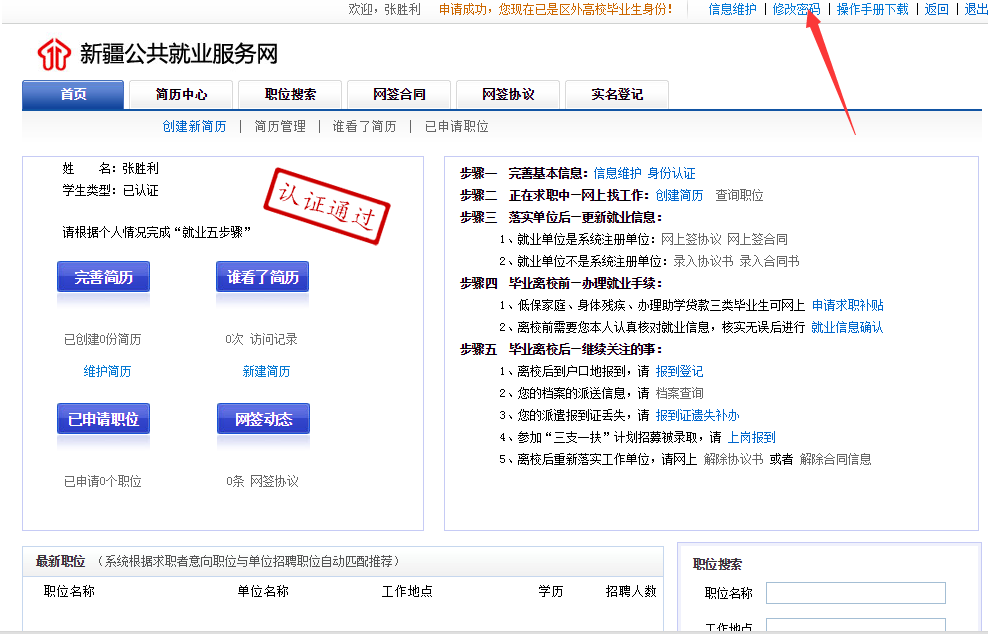 欢迎，张胜利 申请成功，您现在已是区外高校毕业生身份! 信息维护 | 修改密码 | 操作手册下载 | 返回 | 退出
新疆公共就业服务网
首页 简历中心 职位搜索 网签合同 网签协议 实名登记
创建新简历 | 简历管理 | 谁看了简历 | 已申请职位
姓 名：张胜利
学生类型：已认证
认证通过
请根据个人情况完成“就业五步骤”
完善简历 谁看了简历
已创建0份简历 0次 访问记录
维护简历 新建简历
已申请职位 网签动态
已申请0个职位 0条 网签协议
步骤一 完善基本信息：信息维护 身份认证
步骤二 正在求职中—网上找工作：创建简历 查询职位
步骤三 落实单位后—更新就业信息：
1、就业单位是系统注册单位：网上签协议 网上签合同
2、就业单位不是系统注册单位：录入协议书 录入合同书
步骤四 毕业离校前—办理就业手续：
1、低保家庭、身体残疾、办理助学贷款三类毕业生可网上 申请求职补贴
2、离校前需要您本人认真核对就业信息，核实无误后进行 就业信息确认
步骤五 毕业离校后—继续关注的事：
1、离校后到户口地报到，请 报到登记
2、您的档案的派送信息，请 档案查询
3、您的派遣报到证丢失，请 报到证遗失补办
4、参加“三支一扶”计划招募被录取，请 上岗报到
5、离校后重新落实工作单位，请网上 解除协议书 或者 解除合同信息
最新职位 （系统根据求职者意向职位与单位招聘职位自动匹配推荐）
职位名称 单位名称 工作地点 学历 招聘人数
职位搜索
职位名称
工作地点